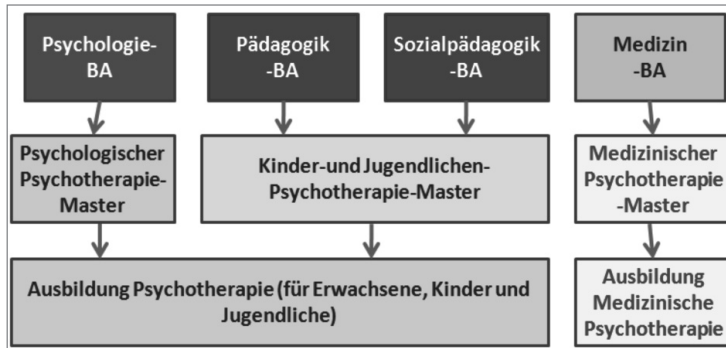 Psychologie-
BA
Pädagogik
-BA
Sozialpädagogik
-BA
Medizin
-BA
Psychologischer
Psychotherapie-
Master
Kinder-und Jugendlichen-
Psychotherapie-Master
Medizinischer
Psychotherapie
-Master
Ausbildung Psychotherapie (für Erwachsene, Kinder und
Jugendliche)
Ausbildung
Medizinische
Psychotherapie